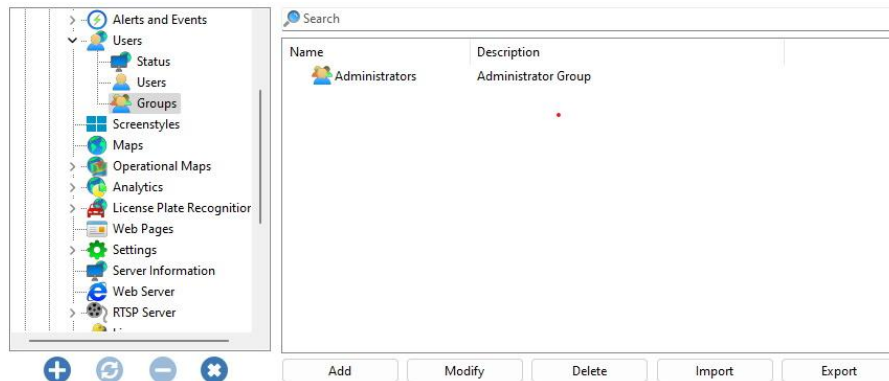 Alerts and Events
Users
Status
Users
Groups
Screenstyles
Maps
Operational Maps
Analytics
License Plate Recognition
Web Pages
Settings
Server Information
Web Server
RTSP Server
Search
Name Description
Administrators Administrator Group
Add Modify Delete Import Export